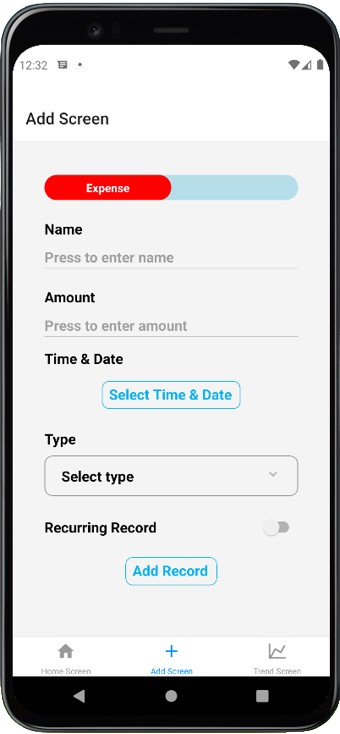 12:32
Add Screen
Expense
Name
Press to enter name
Amount
Press to enter amount
Time & Date
Select Time & Date
Type
Select type
Recurring Record
Add Record
Home Screen Add Screen Trend Screen